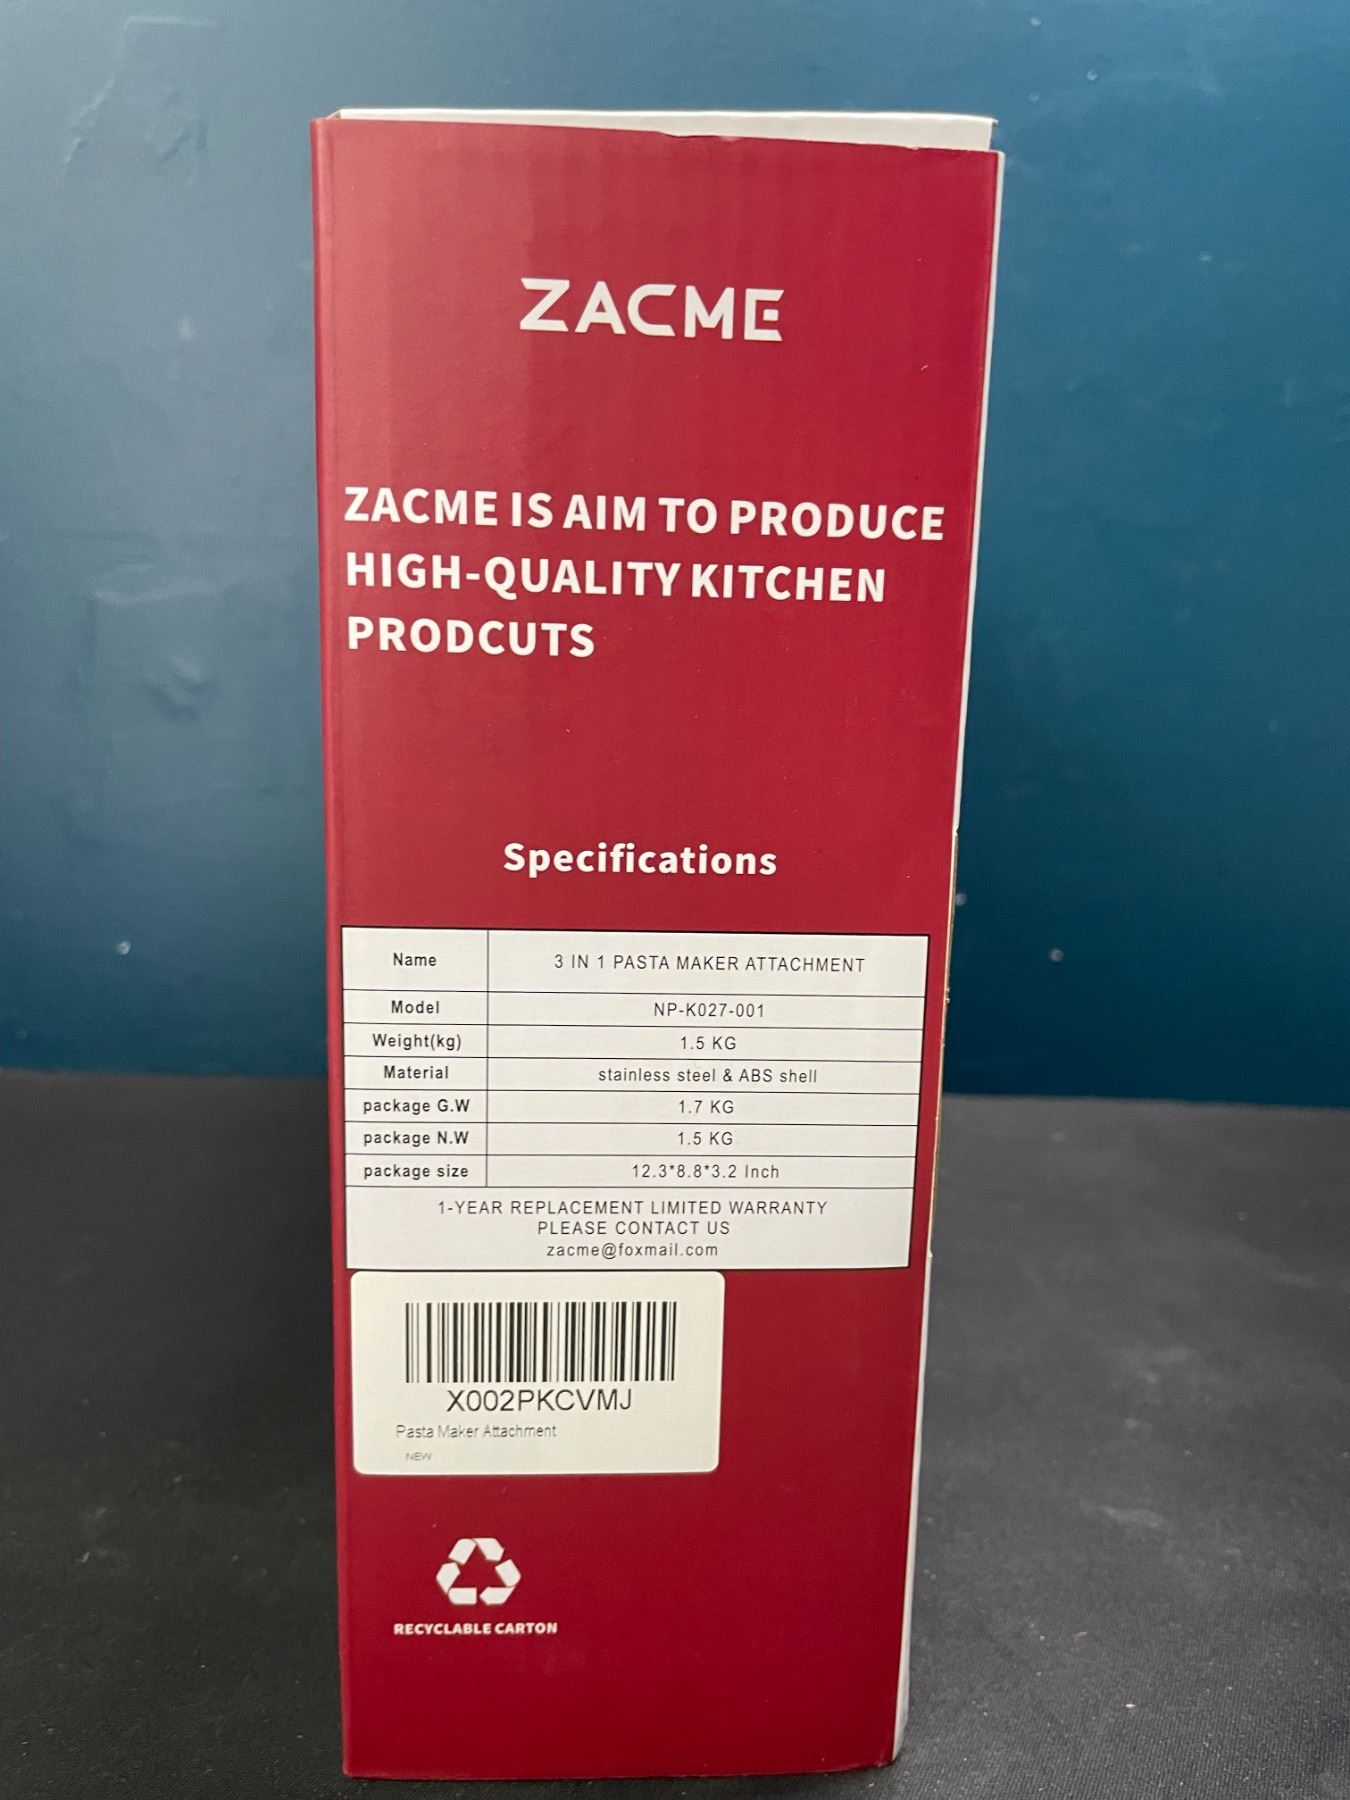 ZACME
ZACME IS AIM TO PRODUCE
HIGH-QUALITY KITCHEN
PRODCUTS
Specifications
Name 3 IN 1 PASTA MAKER ATTACHMENT
Model NP-K027-001
Weight(kg) 1.5 KG
Material stainless steel & ABS shell
package G.W 1.7 KG
package N.W 1.5 KG
package size 12.3*8.8*3.2 Inch
1-YEAR REPLACEMENT LIMITED WARRANTY
PLEASE CONTACT US
zacme@foxmail.com
X002PKCVMJ
Pasta Maker Attachment
NEW
RECYCLABLE CARTON